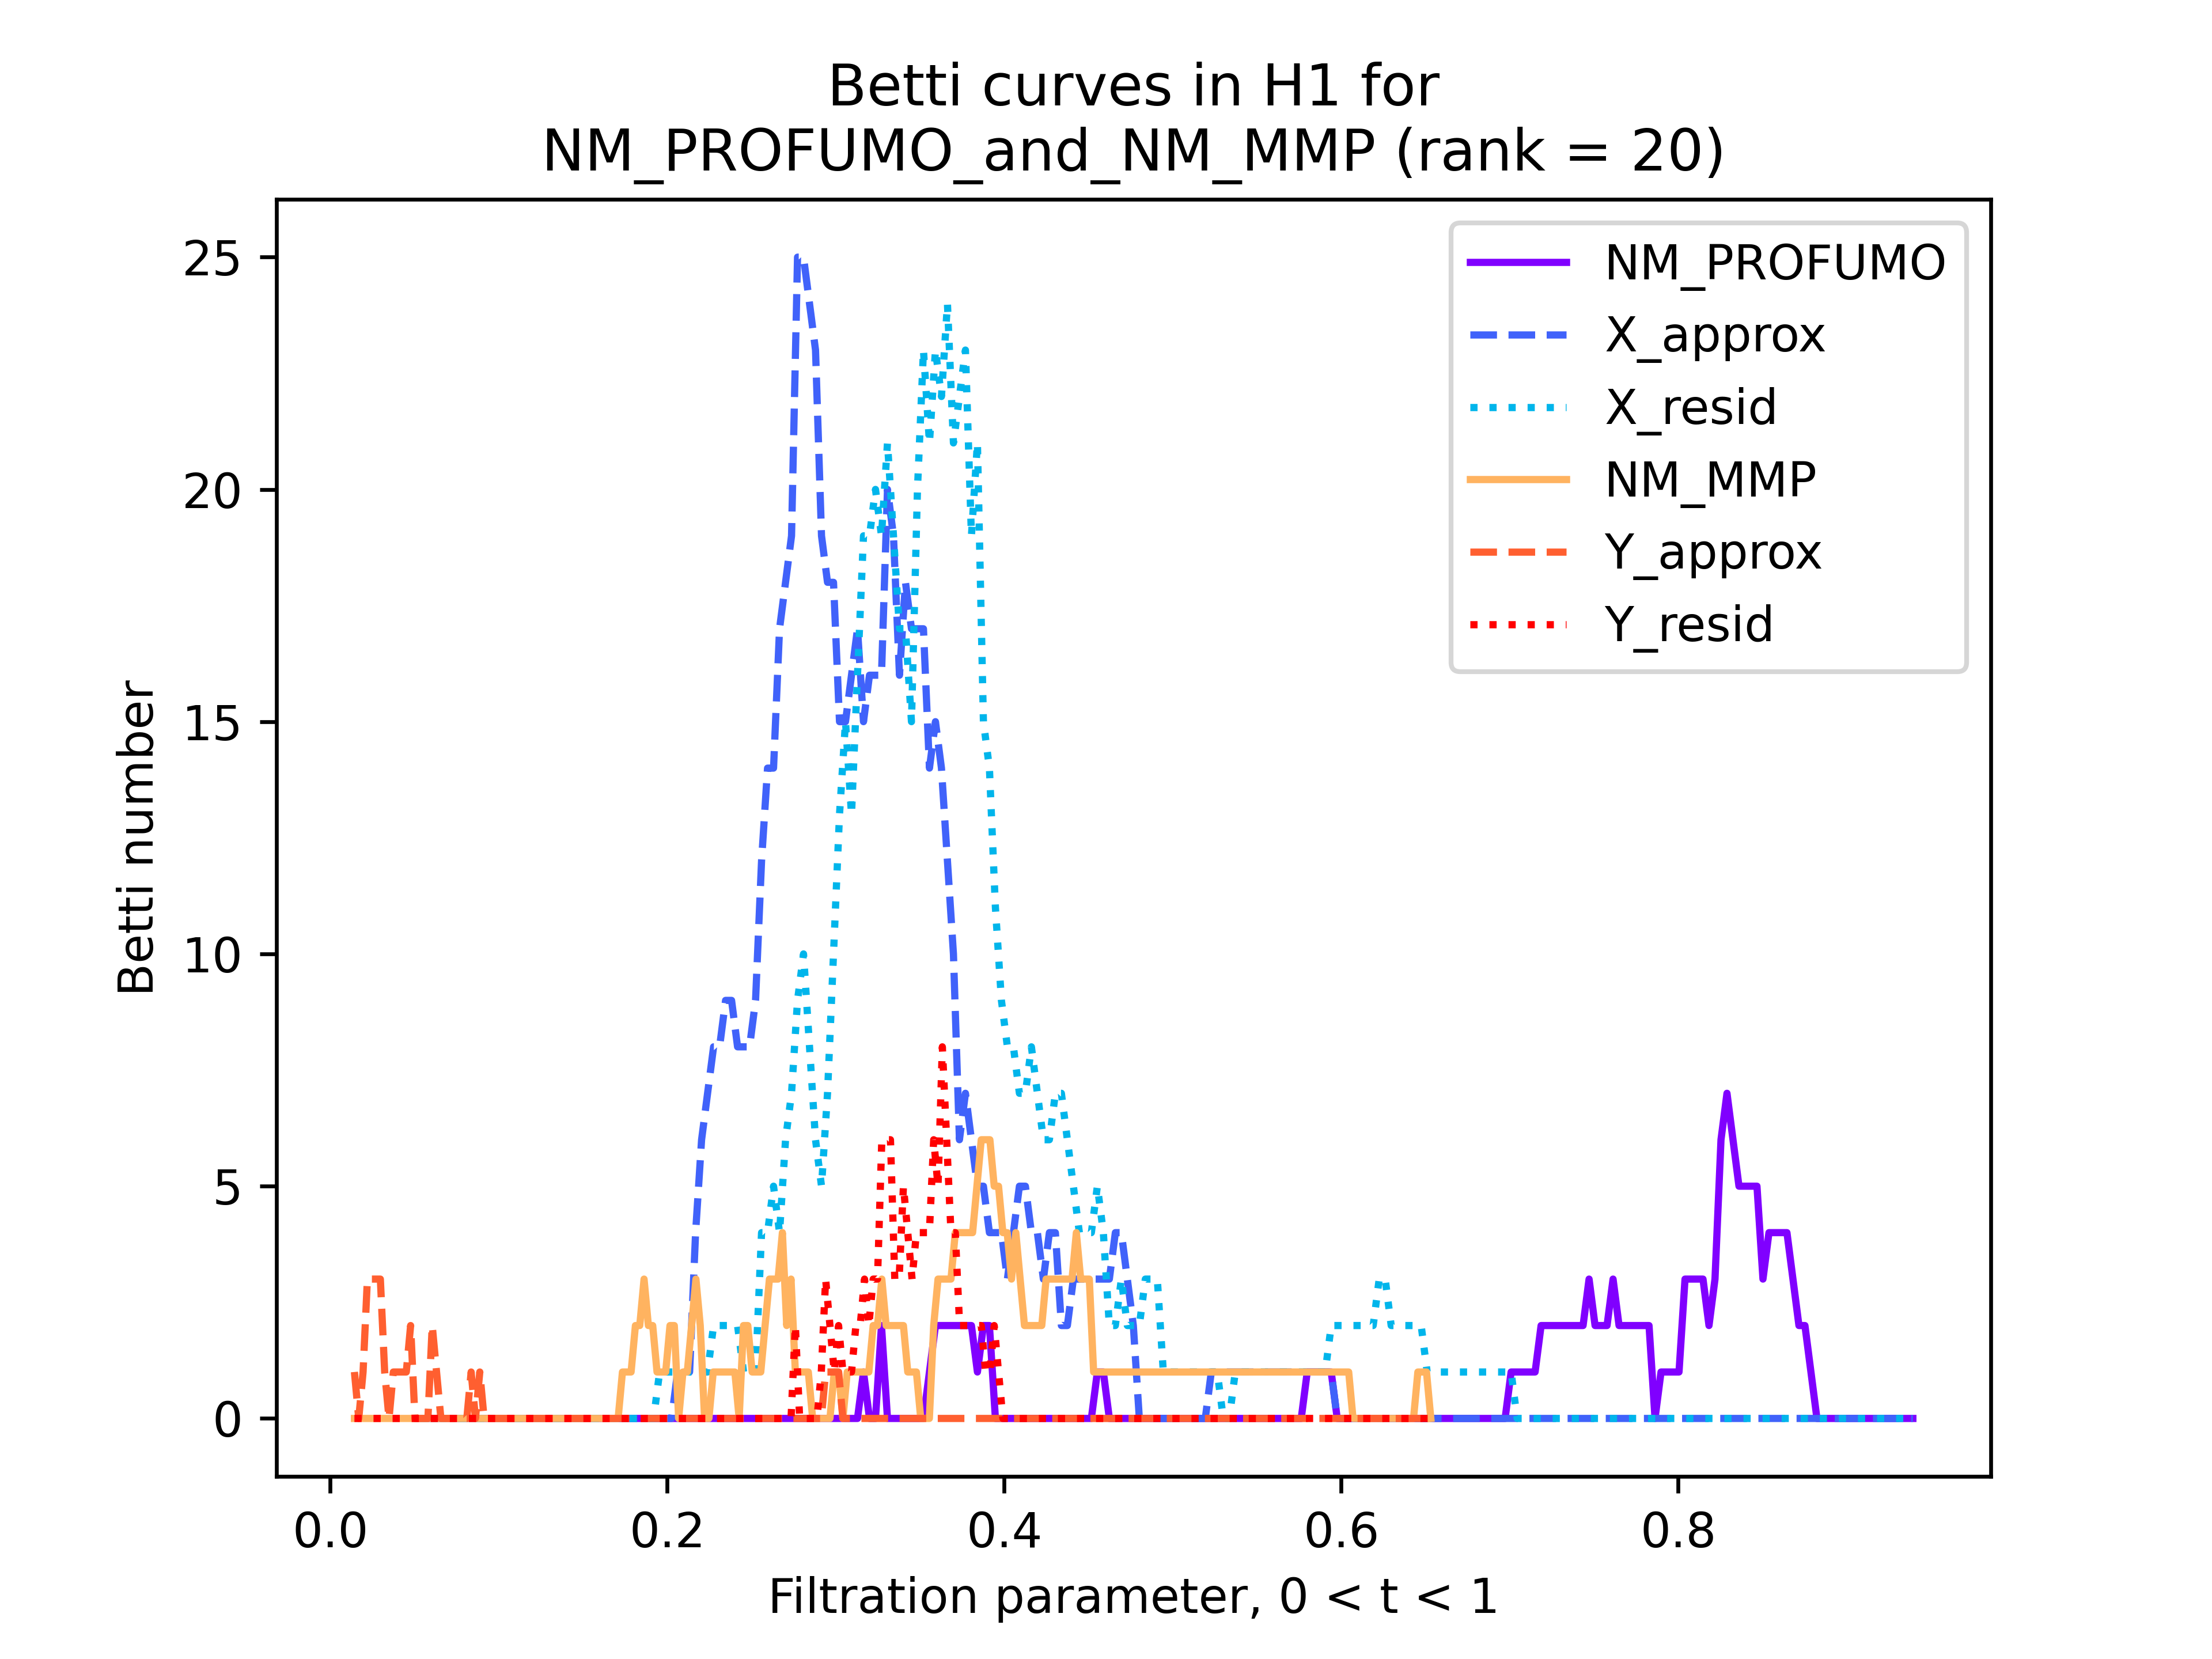 Betti curves in H1 for
NM_PROFUMO_and_NM_MMP (rank = 20)
NM_PROFUMO
X_approx
X_resid
NM_MMP
Y_approx
Y_resid
Betti number
25
20
15
10
5
0
0.0 0.2 0.4 0.6 0.8
Filtration parameter, 0 < t < 1